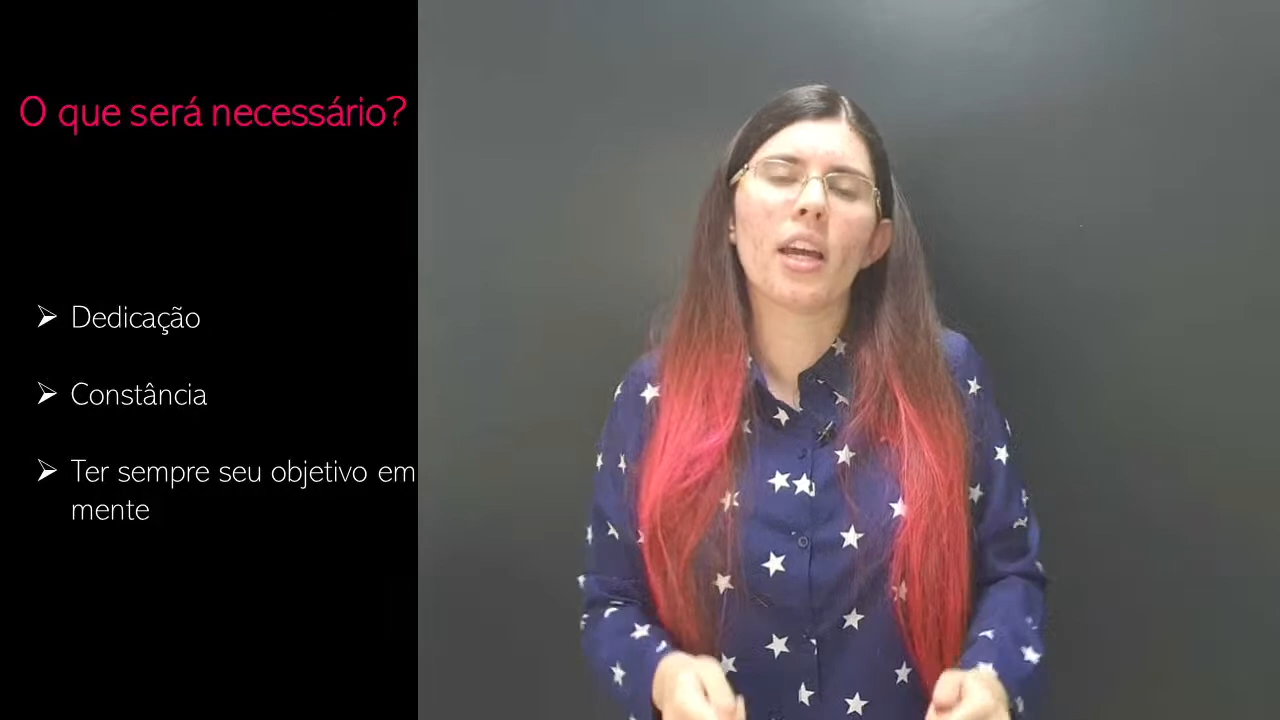 O que será necessário?
Dedicação
Constância
Ter sempre seu objetivo em
mente